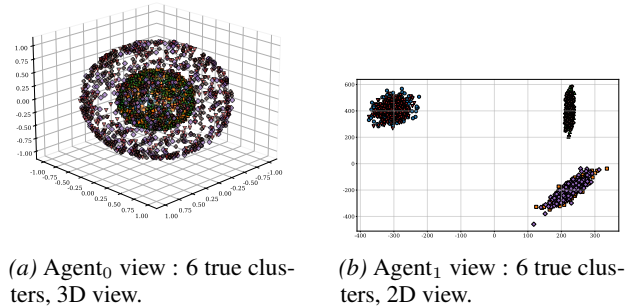 1.00
0.75
0.50
0.25
0.00
-0.25
-0.50
-0.75
-1.00
-1.00 -0.75 -0.50 -0.25 0.00 0.25 0.50 0.75 1.00
1.00 0.75 0.50 0.25 0.00 -0.25 -0.50 -0.75 -1.00
600
400
200
0
-200
-400
-400 -300 -200 -100 0 100 200 300
(a) Agent₀ view : 6 true clus-
ters, 3D view.
(b) Agent₁ view : 6 true clus-
ters, 2D view.